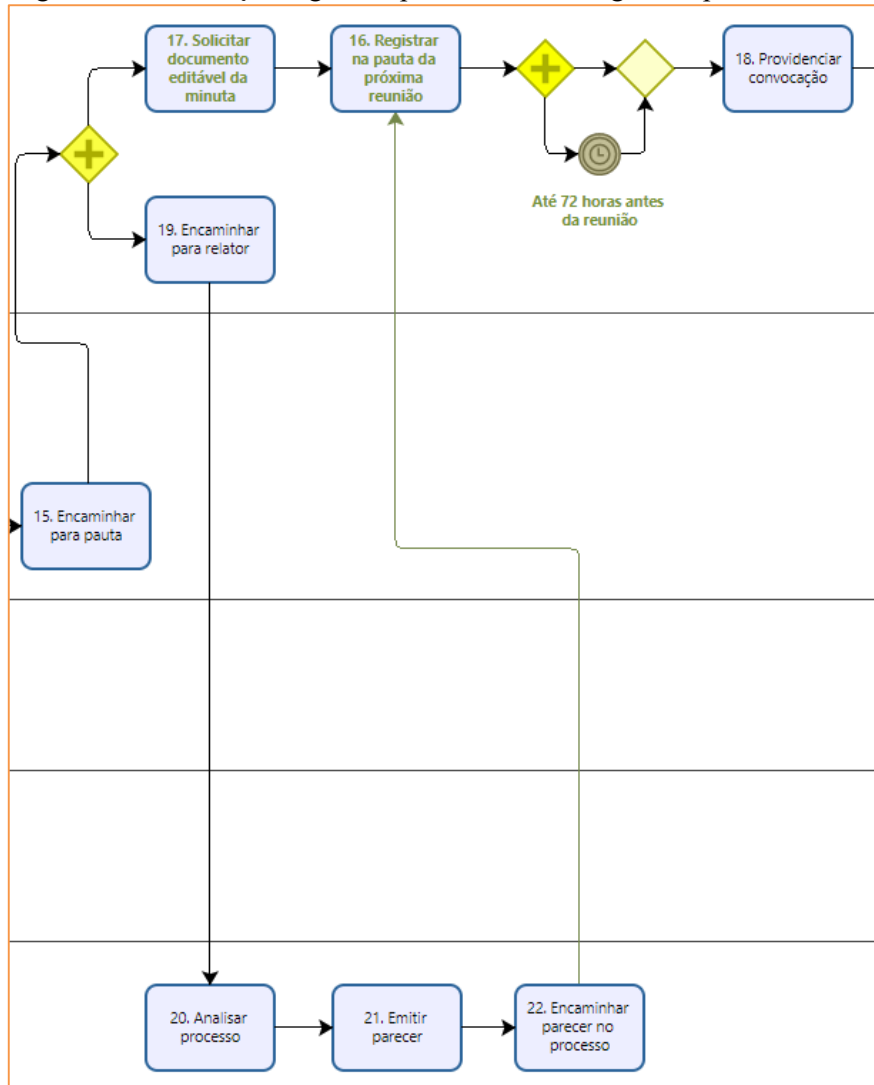 17. Solicitar
documento
editável da
minuta
16. Registrar
na pauta da
próxima
reunião
18. Providenciar
convocação
Até 72 horas antes
da reunião
19. Encaminhar
para relator
15. Encaminhar
para pauta
20. Analisar
processo
21. Emitir
parecer
22. Encaminhar
parecer no
processo